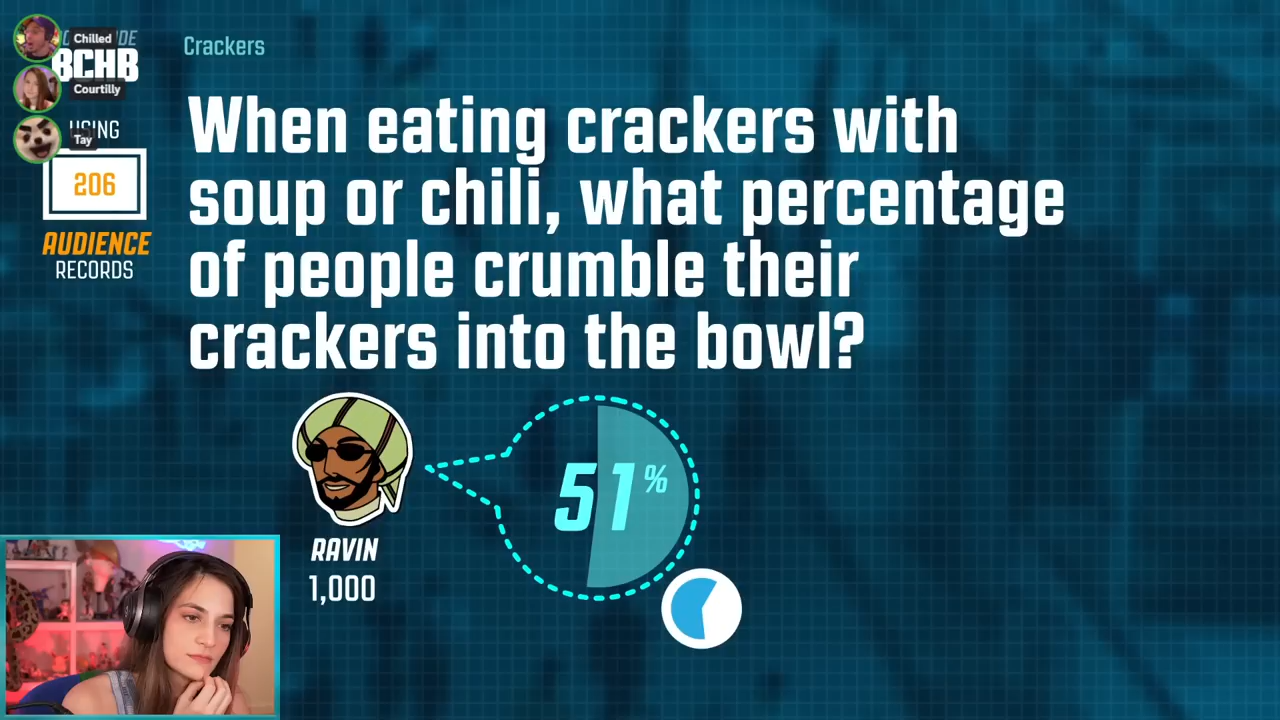 Chilled
BCHB
Courtilly
USING
Tay
206
AUDIENCE
RECORDS
Crackers
When eating crackers with
soup or chili, what percentage
of people crumble their
crackers into the bowl?
51%
RAVIN
1,000